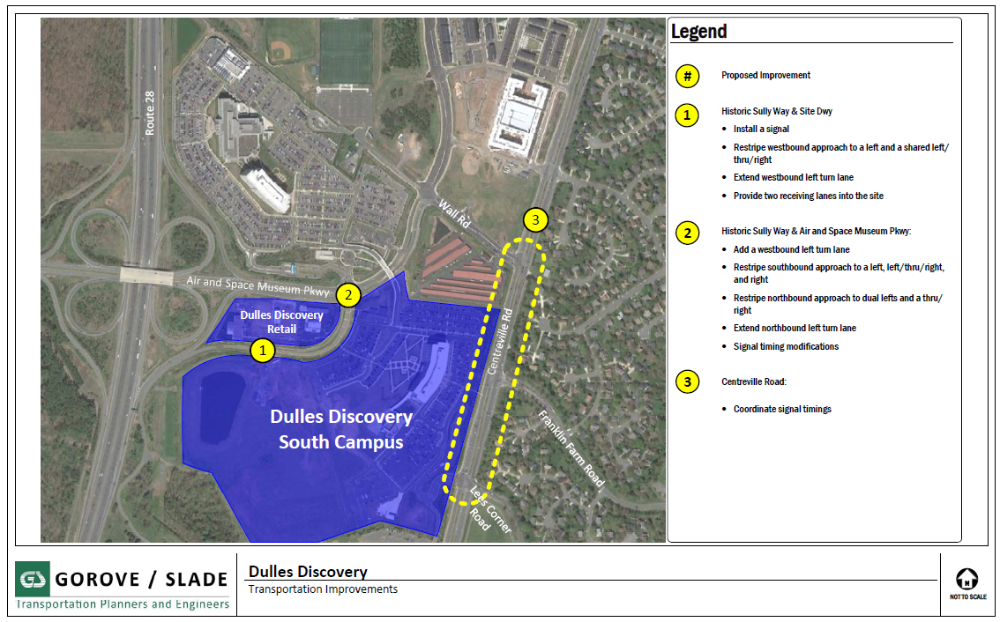 Route 28
Wall Rd
3
Air and Space Museum Pkwy
2
Dulles Discovery
Retail
1
Centreville Rd
Dulles Discovery
South Campus
Franklin Farm Road
Lees Corner
Road
Legend
# Proposed Improvement
1 Historic Sully Way & Site Dwy
• Install a signal
• Restripe westbound approach to a left and a shared left/
thru/right
• Extend westbound left turn lane
• Provide two receiving lanes into the site
2 Historic Sully Way & Air and Space Museum Pkwy:
• Add a westbound left turn lane
• Restripe southbound approach to a left, left/thru/right,
and right
• Restripe northbound approach to dual lefts and a thru/
right
• Extend northbound left turn lane
• Signal timing modifications
3 Centreville Road:
• Coordinate signal timings
GS GOROVE / SLADE
Transportation Planners and Engineers
Dulles Discovery
Transportation Improvements
N
NOT TO SCALE